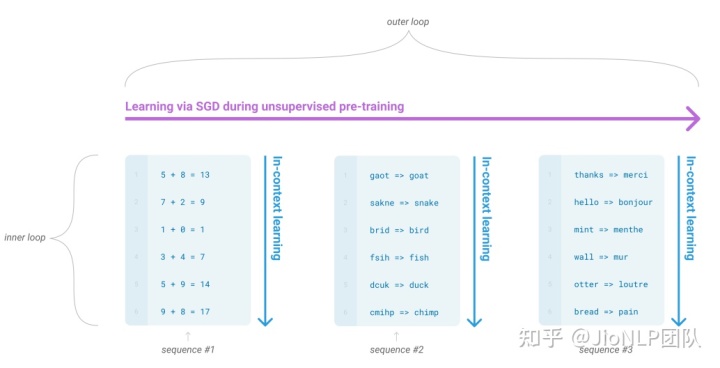 outer loop
Learning via SGD during unsupervised pre-training
inner loop
1 5 + 8 = 13
2 7 + 2 = 9
3 1 + 0 = 1
4 3 + 4 = 7
5 5 + 9 = 14
6 9 + 8 = 17
In-context learning
sequence #1
1 gaot => goat
2 sakne => snake
3 brid => bird
4 fsih => fish
5 dcuk => duck
6 cmihp => chimp
In-context learning
sequence #2
1 thanks => merci
2 hello => bonjour
3 mint => menthe
4 wall => mur
5 otter => loutre
6 bread => pain
In-context learning
sequence #3
知乎 @JioNLP团队